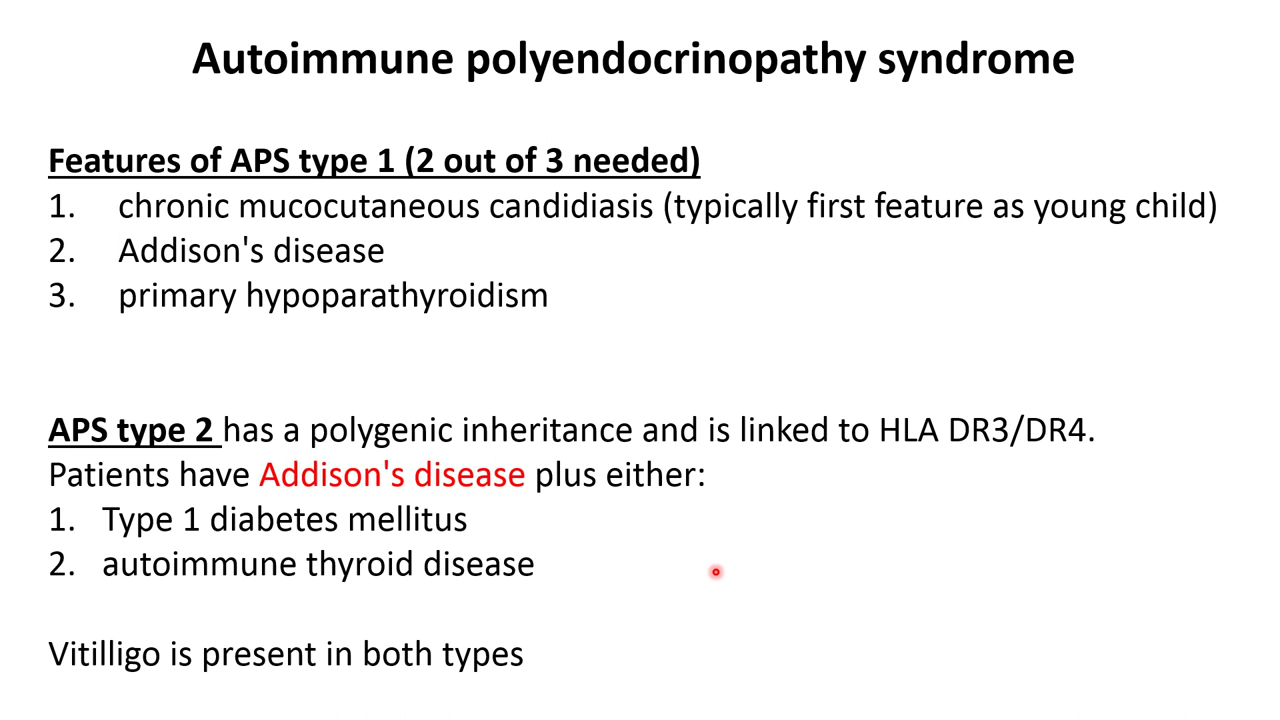 Autoimmune polyendocrinopathy syndrome
Features of APS type 1 (2 out of 3 needed)
1. chronic mucocutaneous candidiasis (typically first feature as young child)
2. Addison's disease
3. primary hypoparathyroidism
APS type 2 has a polygenic inheritance and is linked to HLA DR3/DR4.
Patients have Addison's disease plus either:
1. Type 1 diabetes mellitus
2. autoimmune thyroid disease
Vitilligo is present in both types